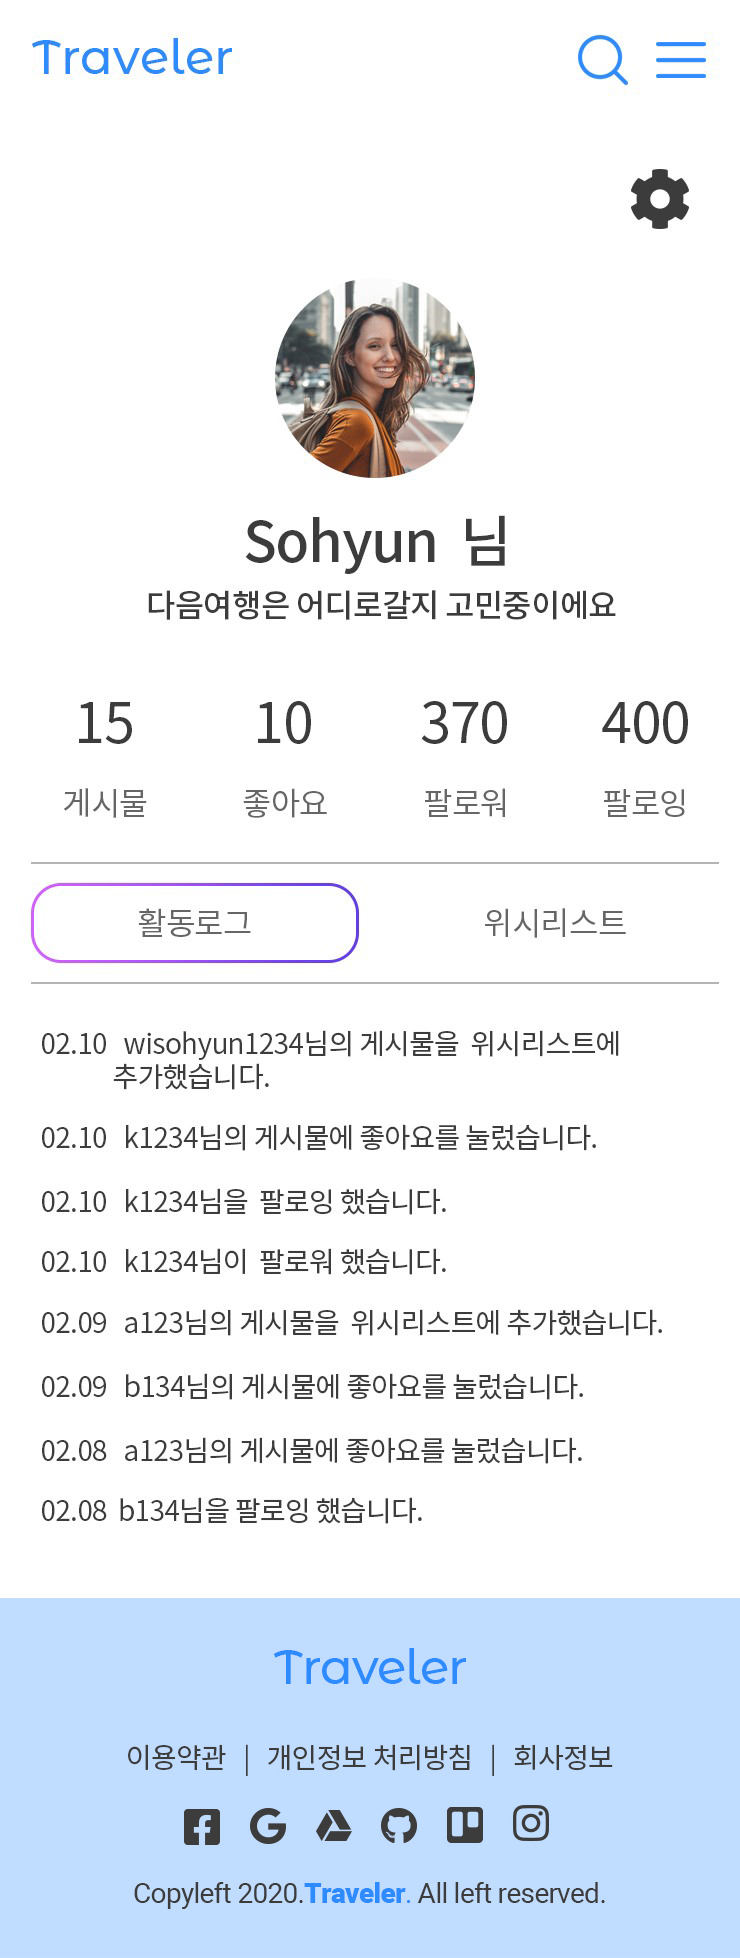 Traveler
Sohyun 님
다음여행은 어디로갈지 고민중이에요
15 10 370 400
게시물 좋아요 팔로워 팔로잉
활동로그 위시리스트
02.10 wisohyun1234님의 게시물을 위시리스트에
추가했습니다.
02.10 k1234님의 게시물에 좋아요를 눌렀습니다.
02.10 k1234님을 팔로잉 했습니다.
02.10 k1234님이 팔로워 했습니다.
02.09 a123님의 게시물을 위시리스트에 추가했습니다.
02.09 b134님의 게시물에 좋아요를 눌렀습니다.
02.08 a123님의 게시물에 좋아요를 눌렀습니다.
02.08 b134님을 팔로잉 했습니다.
Traveler
이용약관 | 개인정보 처리방침 | 회사정보
Copyleft 2020.Traveler. All left reserved.